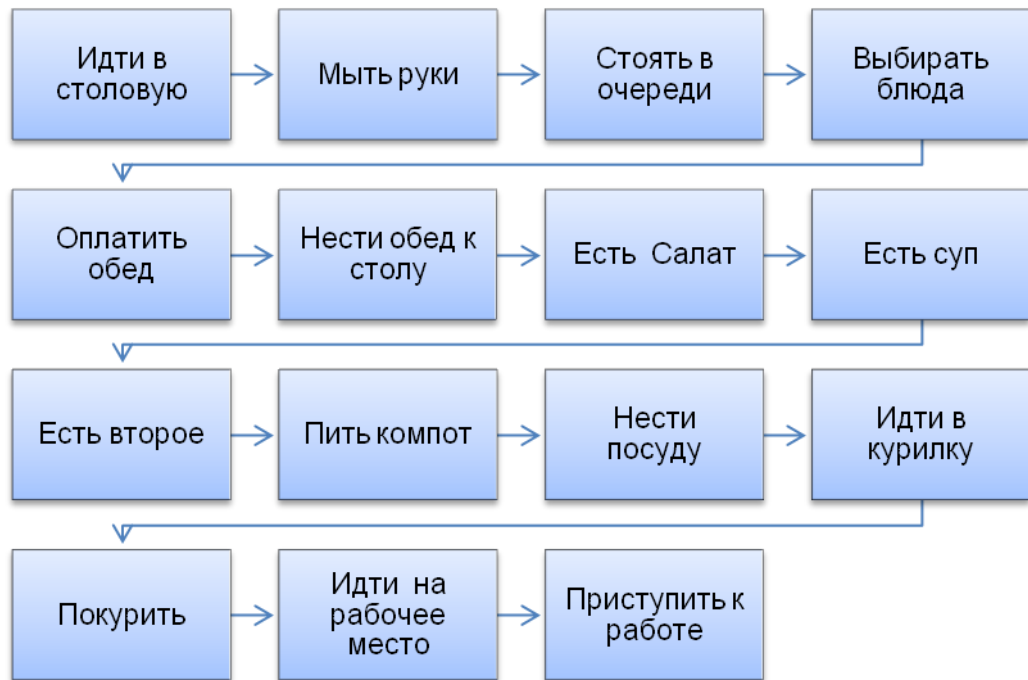 Идти в
столовую
Мыть руки
Стоять в
очереди
Выбирать
блюда
Оплатить
обед
Нести обед к
столу
Есть Салат
Есть суп
Есть второе
Пить компот
Нести
посуду
Идти в
курилку
Покурить
Идти на
рабочее
место
Приступить к
работе